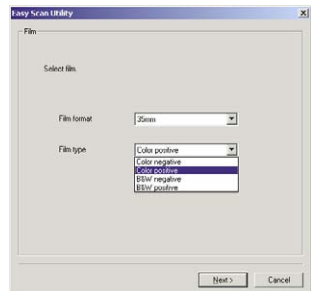 Easy Scan Utility
Film
Select film.
Film format
35mm
Film type
Color positive
Color negative
Color positive
B&W negative
B&W positive
Next >
Cancel